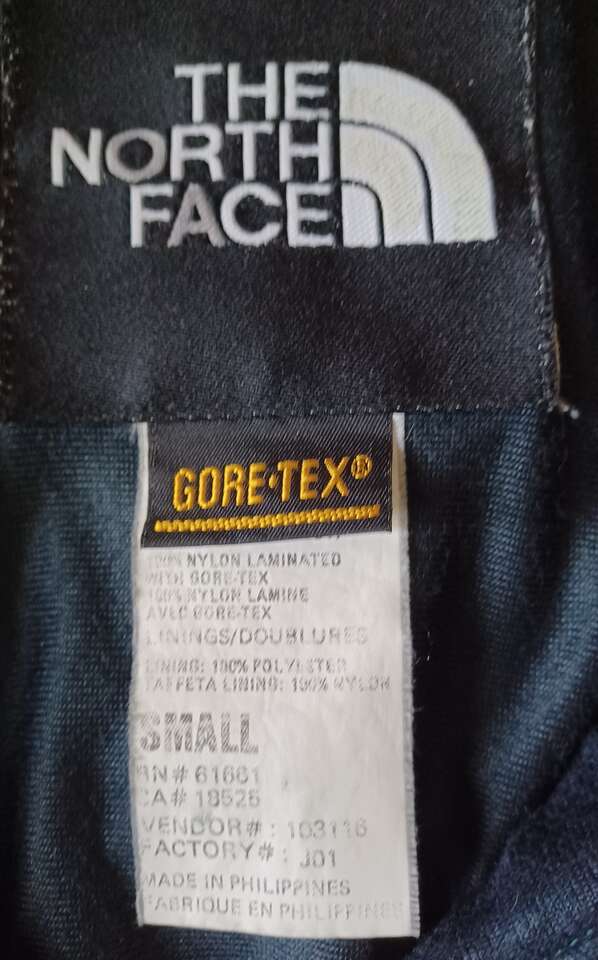 THE
NORTH
FACE
GORE-TEX®
100% NYLON LAMINATED
WITH GORE-TEX
100% NYLON LAMINE
AVEC GORE-TEX
LININGS/DOUBLURES
LINING: 100% POLYESTER
TAFFETA LINING: 100% NYLON
SMALL
RN# 61661
CA# 18525
VENDOR# : 103116
FACTORY# : J01
MADE IN PHILIPPINES
FABRIQUE EN PHILIPPINES